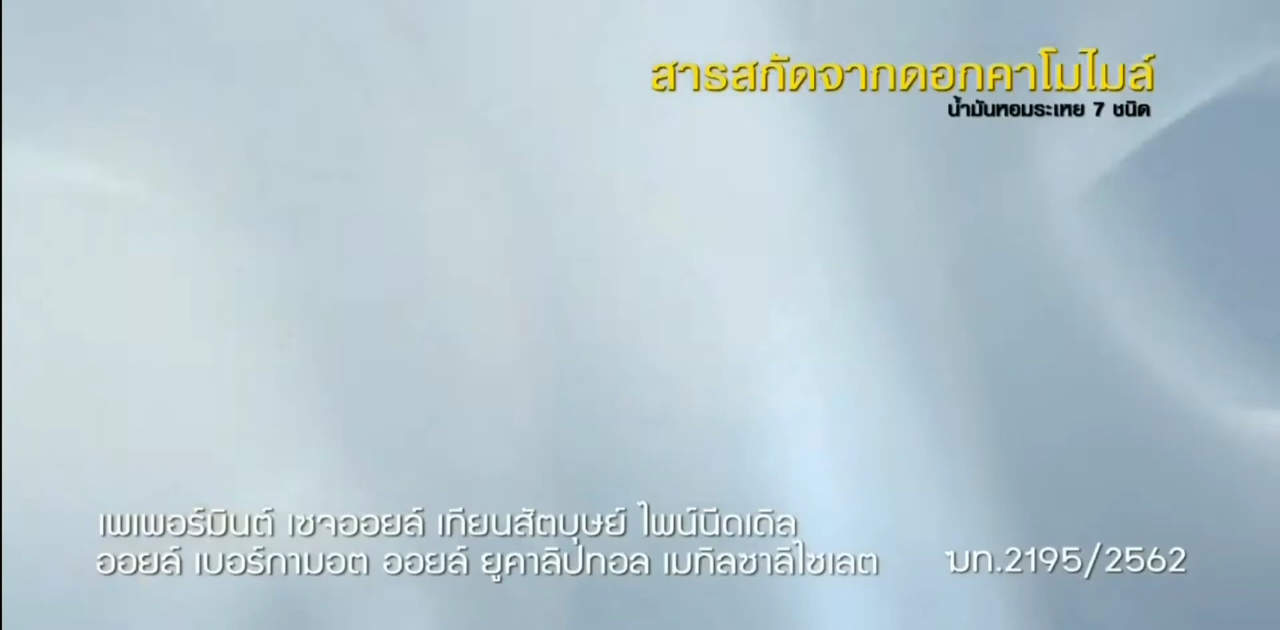 สารสกัดจากดอกคาโมไมล์
น้ำมันหอมระเหย 7 ชนิด
เพเพอร์มินต์ เซจออยล์ เทียนสัตบุษย์ ไพน์นีดเดิล
ออยล์ เบอร์กามอต ออยล์ ยูคาลิปทอล เมทิลซาลิไซเลต
ฆท.2195/2562